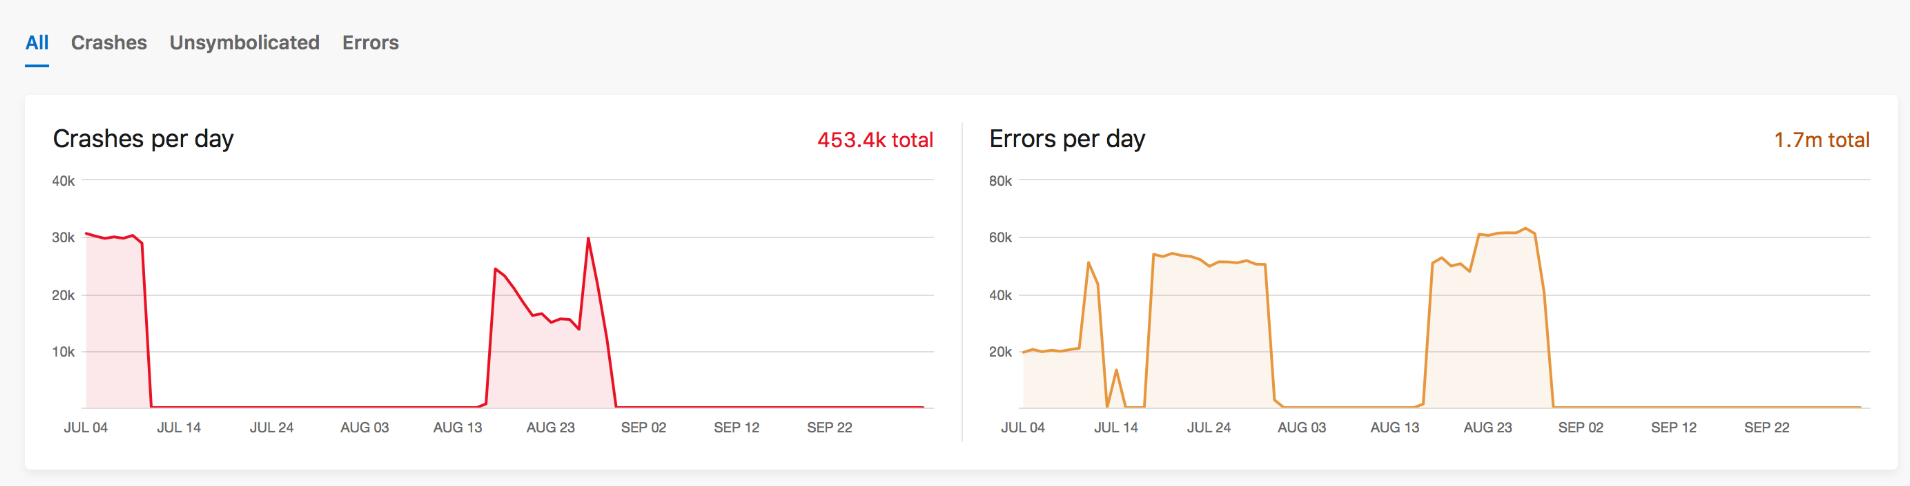 All Crashes Unsymbolicated Errors
Crashes per day 453.4k total
40k
30k
20k
10k
JUL 04 JUL 14 JUL 24 AUG 03 AUG 13 AUG 23 SEP 02 SEP 12 SEP 22
Errors per day 1.7m total
80k
60k
40k
20k
JUL 04 JUL 14 JUL 24 AUG 03 AUG 13 AUG 23 SEP 02 SEP 12 SEP 22